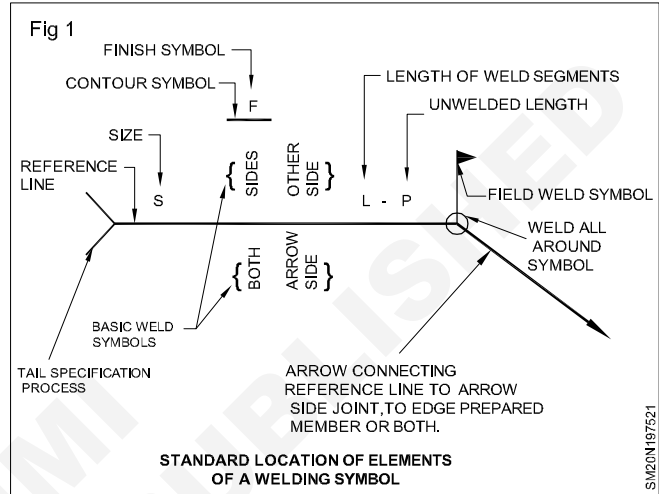 Fig 1
FINISH SYMBOL
CONTOUR SYMBOL
F
LENGTH OF WELD SEGMENTS
UNWELDED LENGTH
SIZE
REFERENCE
LINE
S
{ SIDES
OTHER
SIDE }
L - P
FIELD WELD SYMBOL
WELD ALL
AROUND
SYMBOL
{ BOTH
ARROW
SIDE }
BASIC WELD
SYMBOLS
TAIL SPECIFICATION
PROCESS
ARROW CONNECTING
REFERENCE LINE TO ARROW
SIDE JOINT,TO EDGE PREPARED
MEMBER OR BOTH.
STANDARD LOCATION OF ELEMENTS
OF A WELDING SYMBOL
SM20N197521